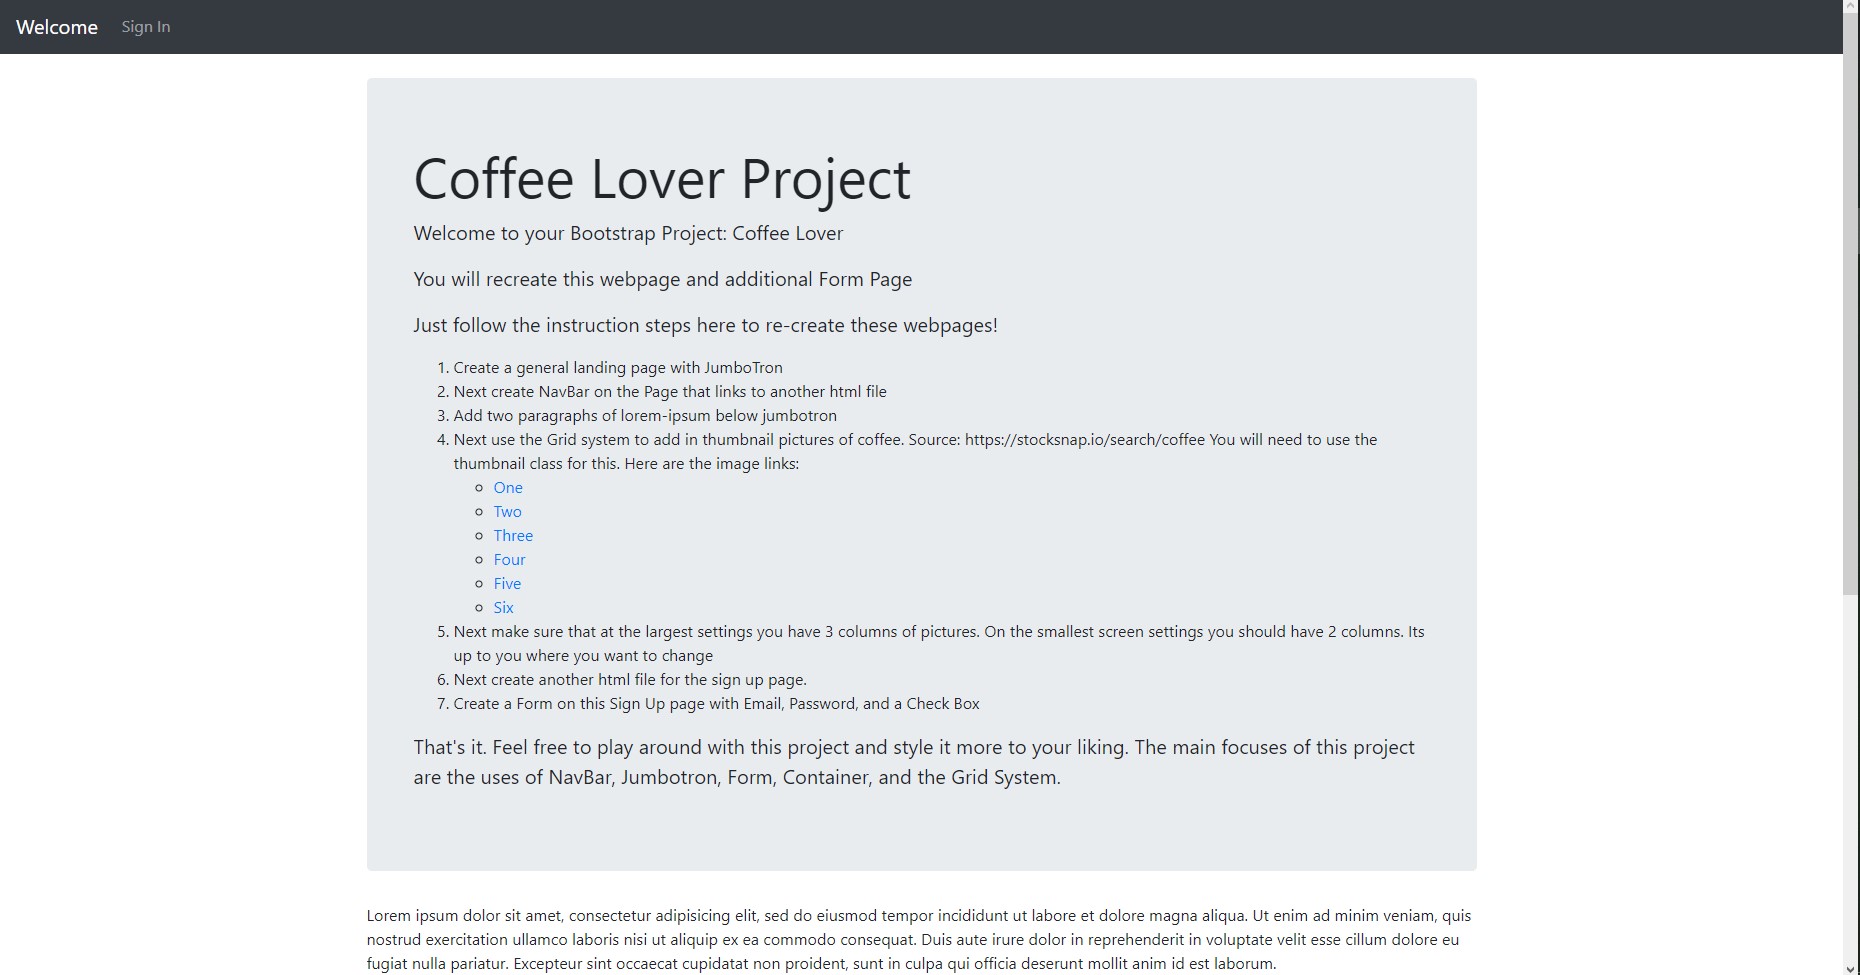 Welcome Sign In
Coffee Lover Project
Welcome to your Bootstrap Project: Coffee Lover
You will recreate this webpage and additional Form Page
Just follow the instruction steps here to re-create these webpages!
1. Create a general landing page with JumboTron
2. Next create NavBar on the Page that links to another html file
3. Add two paragraphs of lorem-ipsum below jumbotron
4. Next use the Grid system to add in thumbnail pictures of coffee. Source: https://stocksnap.io/search/coffee You will need to use the
thumbnail class for this. Here are the image links:
One
Two
Three
Four
Five
Six
5. Next make sure that at the largest settings you have 3 columns of pictures. On the smallest screen settings you should have 2 columns. Its
up to you where you want to change
6. Next create another html file for the sign up page.
7. Create a Form on this Sign Up page with Email, Password, and a Check Box
That's it. Feel free to play around with this project and style it more to your liking. The main focuses of this project
are the uses of NavBar, Jumbotron, Form, Container, and the Grid System.
Lorem ipsum dolor sit amet, consectetur adipisicing elit, sed do eiusmod tempor incididunt ut labore et dolore magna aliqua. Ut enim ad minim veniam, quis
nostrud exercitation ullamco laboris nisi ut aliquip ex ea commodo consequat. Duis aute irure dolor in reprehenderit in voluptate velit esse cillum dolore eu
fugiat nulla pariatur. Excepteur sint occaecat cupidatat non proident, sunt in culpa qui officia deserunt mollit anim id est laborum.